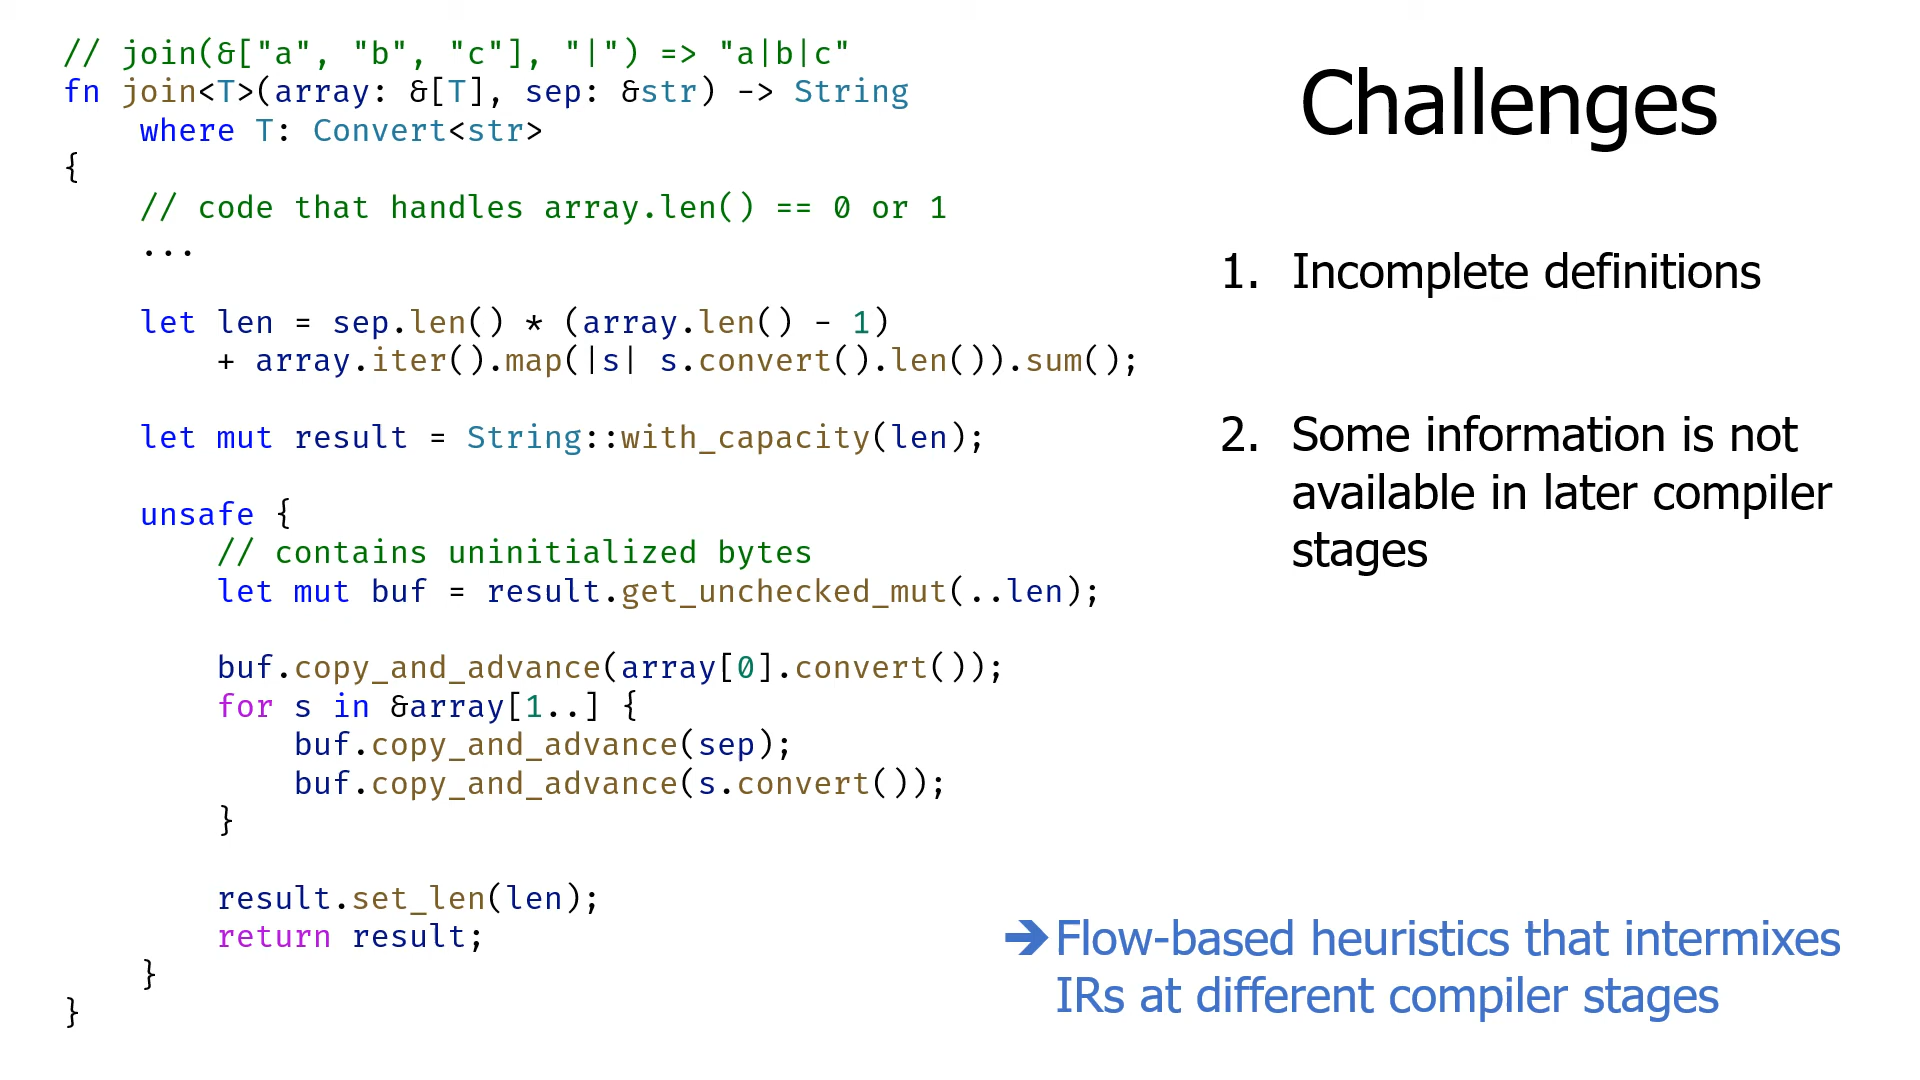 // join(&["a", "b", "c"], "|") => "a|b|c"
fn join<T>(array: &[T], sep: &str) -> String
    where T: Convert<str>
{
    // code that handles array.len() == 0 or 1
    ...
    let len = sep.len() * (array.len() - 1)
        + array.iter().map(|s| s.convert().len()).sum();
    let mut result = String::with_capacity(len);
    unsafe {
        // contains uninitialized bytes
        let mut buf = result.get_unchecked_mut(..len);
        buf.copy_and_advance(array[0].convert());
        for s in &array[1..] {
            buf.copy_and_advance(sep);
            buf.copy_and_advance(s.convert());
        }
        result.set_len(len);
        return result;
    }
}
Challenges
1. Incomplete definitions
2. Some information is not
available in later compiler
stages
➔ Flow-based heuristics that intermixes
IRs at different compiler stages